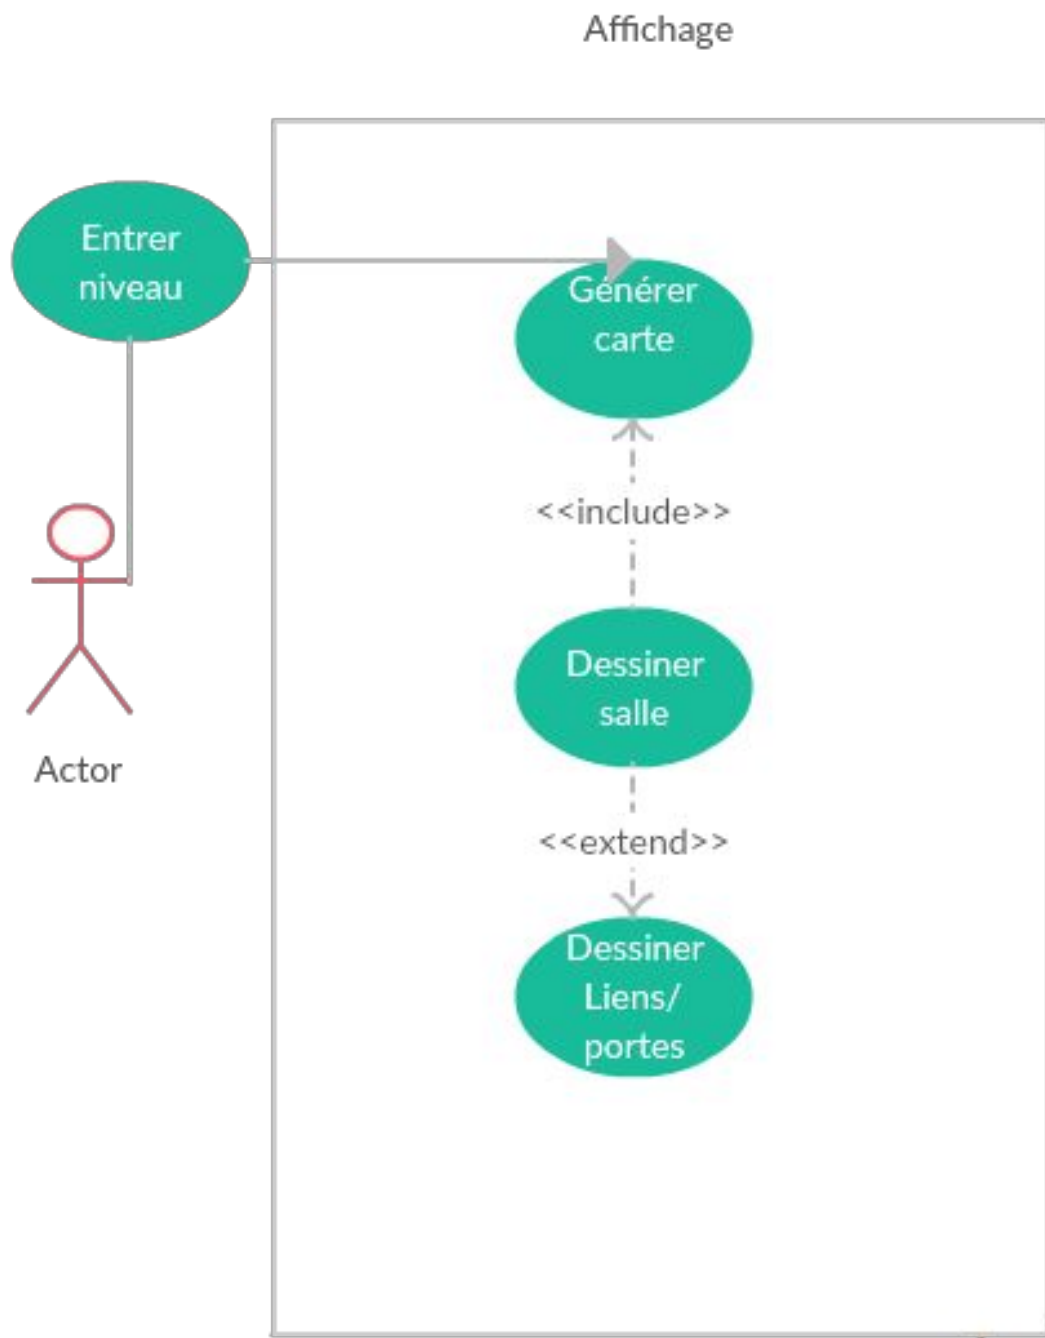 Affichage
Entrer
niveau
Générer
carte
<<include>>
Dessiner
salle
Actor
<<extend>>
Dessiner
Liens/
portes